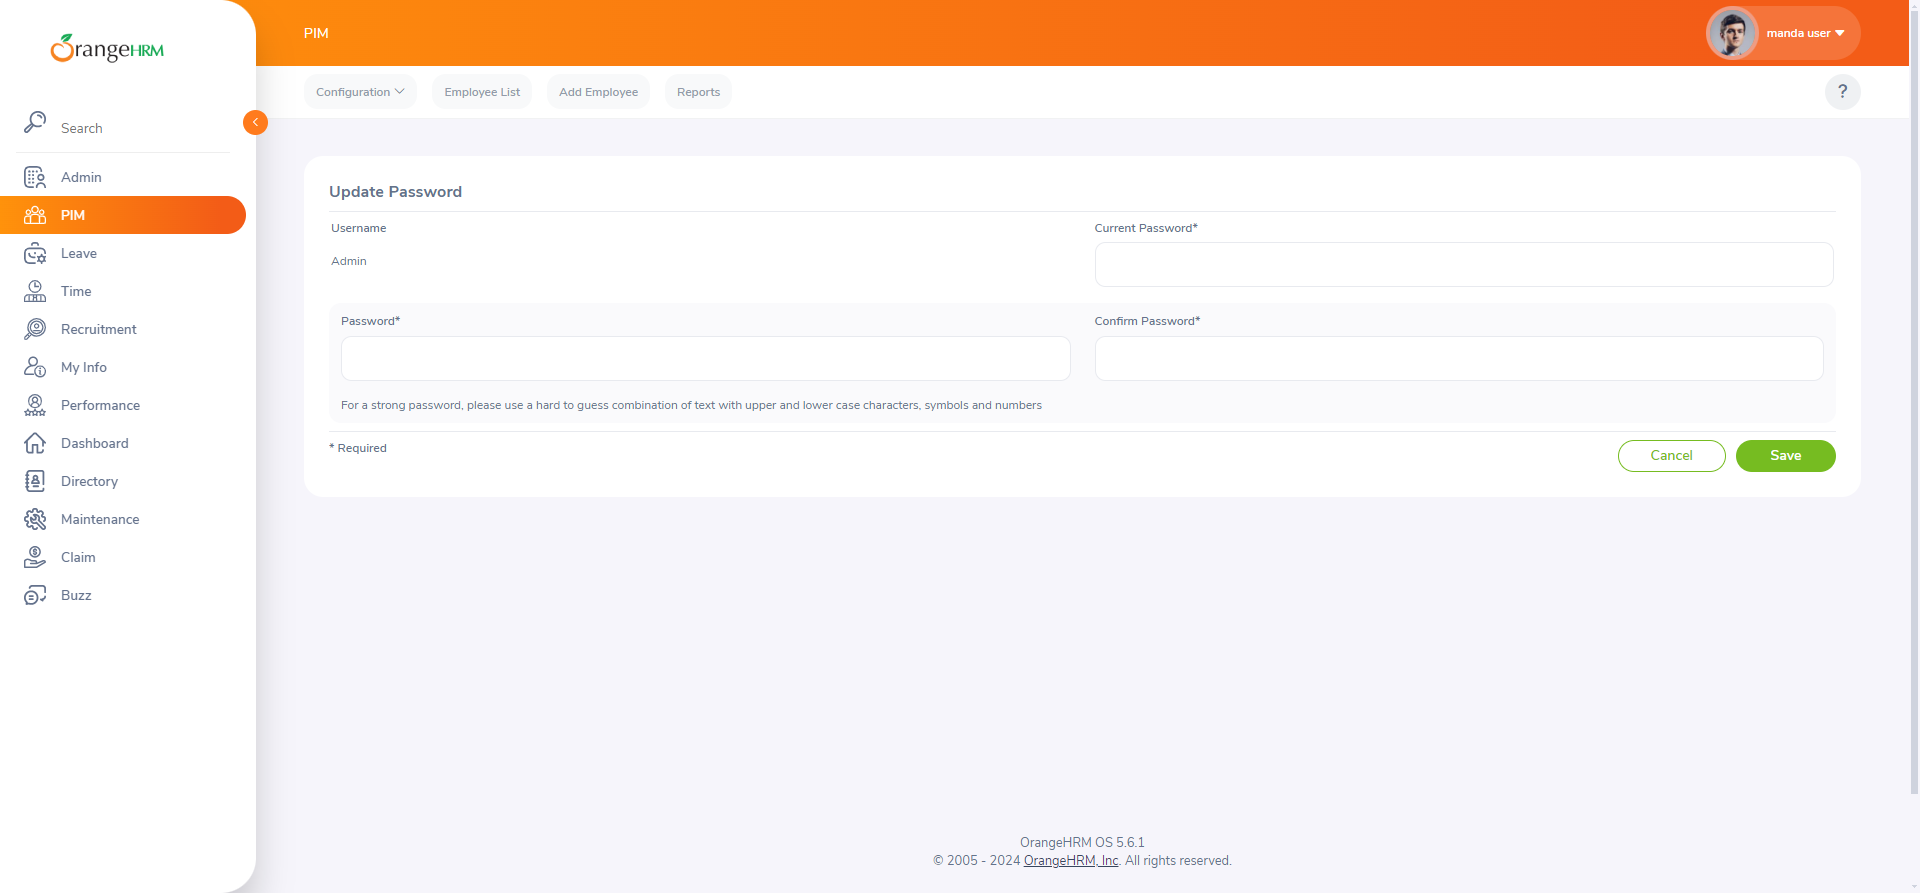 OrangeHRM
PIM
manda user
Configuration
Employee List
Add Employee
Reports
?
Search
Admin
PIM
Leave
Time
Recruitment
My Info
Performance
Dashboard
Directory
Maintenance
Claim
Buzz
Update Password
Username
Current Password*
Admin
Password*
Confirm Password*
For a strong password, please use a hard to guess combination of text with upper and lower case characters, symbols and numbers
* Required
Cancel
Save
OrangeHRM OS 5.6.1
© 2005 - 2024 OrangeHRM, Inc. All rights reserved.